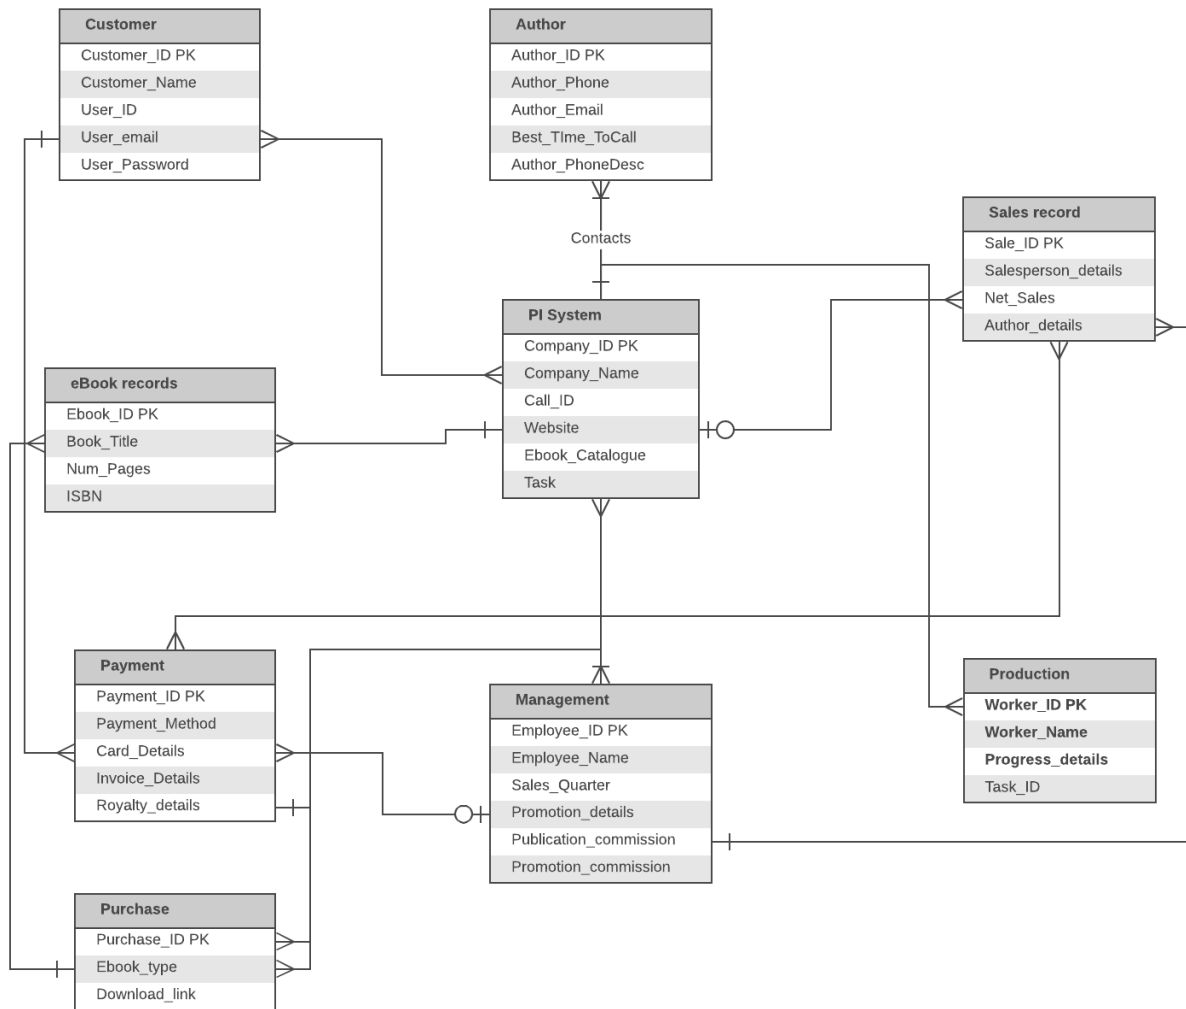 Customer
Customer_ID PK
Customer_Name
User_ID
User_email
User_Password
Author
Author_ID PK
Author_Phone
Author_Email
Best_TIme_ToCall
Author_PhoneDesc
Contacts
Sales record
Sale_ID PK
Salesperson_details
Net_Sales
Author_details
PI System
Company_ID PK
Company_Name
Call_ID
Website
Ebook_Catalogue
Task
eBook records
Ebook_ID PK
Book_Title
Num_Pages
ISBN
Payment
Payment_ID PK
Payment_Method
Card_Details
Invoice_Details
Royalty_details
Management
Employee_ID PK
Employee_Name
Sales_Quarter
Promotion_details
Publication_commission
Promotion_commission
Production
Worker_ID PK
Worker_Name
Progress_details
Task_ID
Purchase
Purchase_ID PK
Ebook_type
Download_link